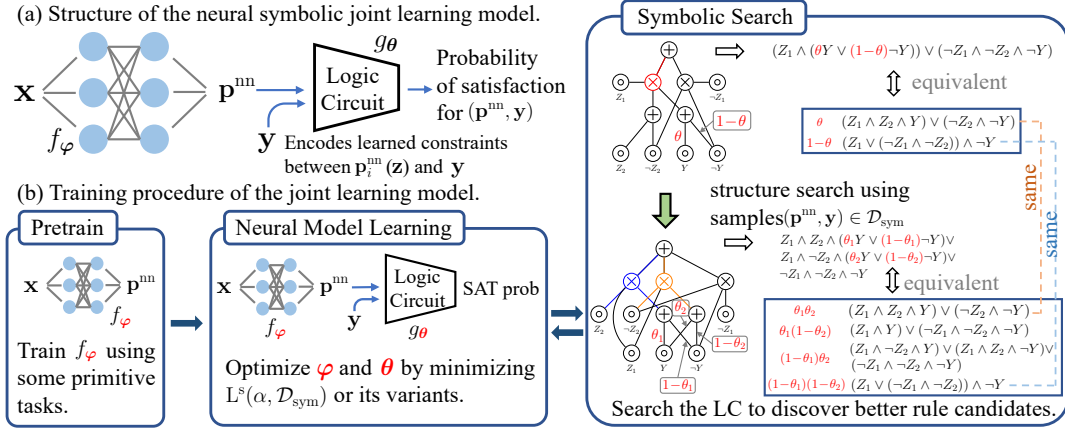 (a) Structure of the neural symbolic joint learning model.
x
f_φ
p^nn
y
g_θ
Logic
Circuit
Probability
of satisfaction
for (p^nn, y)
Encodes learned constraints
between p_i^nn(z) and y
(b) Training procedure of the joint learning model.
Pretrain
x
p^nn
f_φ
Train f_φ using
some primitive
tasks.
Neural Model Learning
x
p^nn
f_φ
y
Logic
Circuit
g_θ
SAT prob
Optimize φ and θ by minimizing
L^s(α, D_sym) or its variants.
Symbolic Search
(Z_1 ∧ (θY ∨ (1-θ)¬Y)) ∨ (¬Z_1 ∧ ¬Z_2 ∧ ¬Y)
equivalent
θ (Z_1 ∧ Z_2 ∧ Y) ∨ (¬Z_2 ∧ ¬Y)
1-θ (Z_1 ∨ (¬Z_1 ∧ ¬Z_2)) ∧ ¬Y
Z_1
¬Z_1
θ
1-θ
Z_2 ¬Z_2 Y ¬Y
same
same
structure search using
samples(p^nn, y) ∈ D_sym
Z_1 ∧ Z_2 ∧ (θ_1Y ∨ (1-θ_1)¬Y)∨
Z_1 ∧ ¬Z_2 ∧ (θ_2Y ∨ (1-θ_2)¬Y)∨
¬Z_1 ∧ ¬Z_2 ∧ ¬Y
equivalent
Z_2 ¬Z_2
θ_1
θ_2
¬Z_1
1-θ_2
Z_1 Y ¬Y
1-θ_1
θ_1θ_2 (Z_1 ∧ Z_2 ∧ Y) ∨ (¬Z_2 ∧ ¬Y)
θ_1(1-θ_2) (Z_1 ∧ Y) ∨ (¬Z_1 ∧ ¬Z_2 ∧ ¬Y)
(1-θ_1)θ_2 (Z_1 ∧ ¬Z_2 ∧ Y) ∨ (Z_1 ∧ Z_2 ∧ ¬Y)∨
(¬Z_1 ∧ ¬Z_2 ∧ ¬Y)
(1-θ_1)(1-θ_2) (Z_1 ∨ (¬Z_1 ∧ ¬Z_2)) ∧ ¬Y
Search the LC to discover better rule candidates.